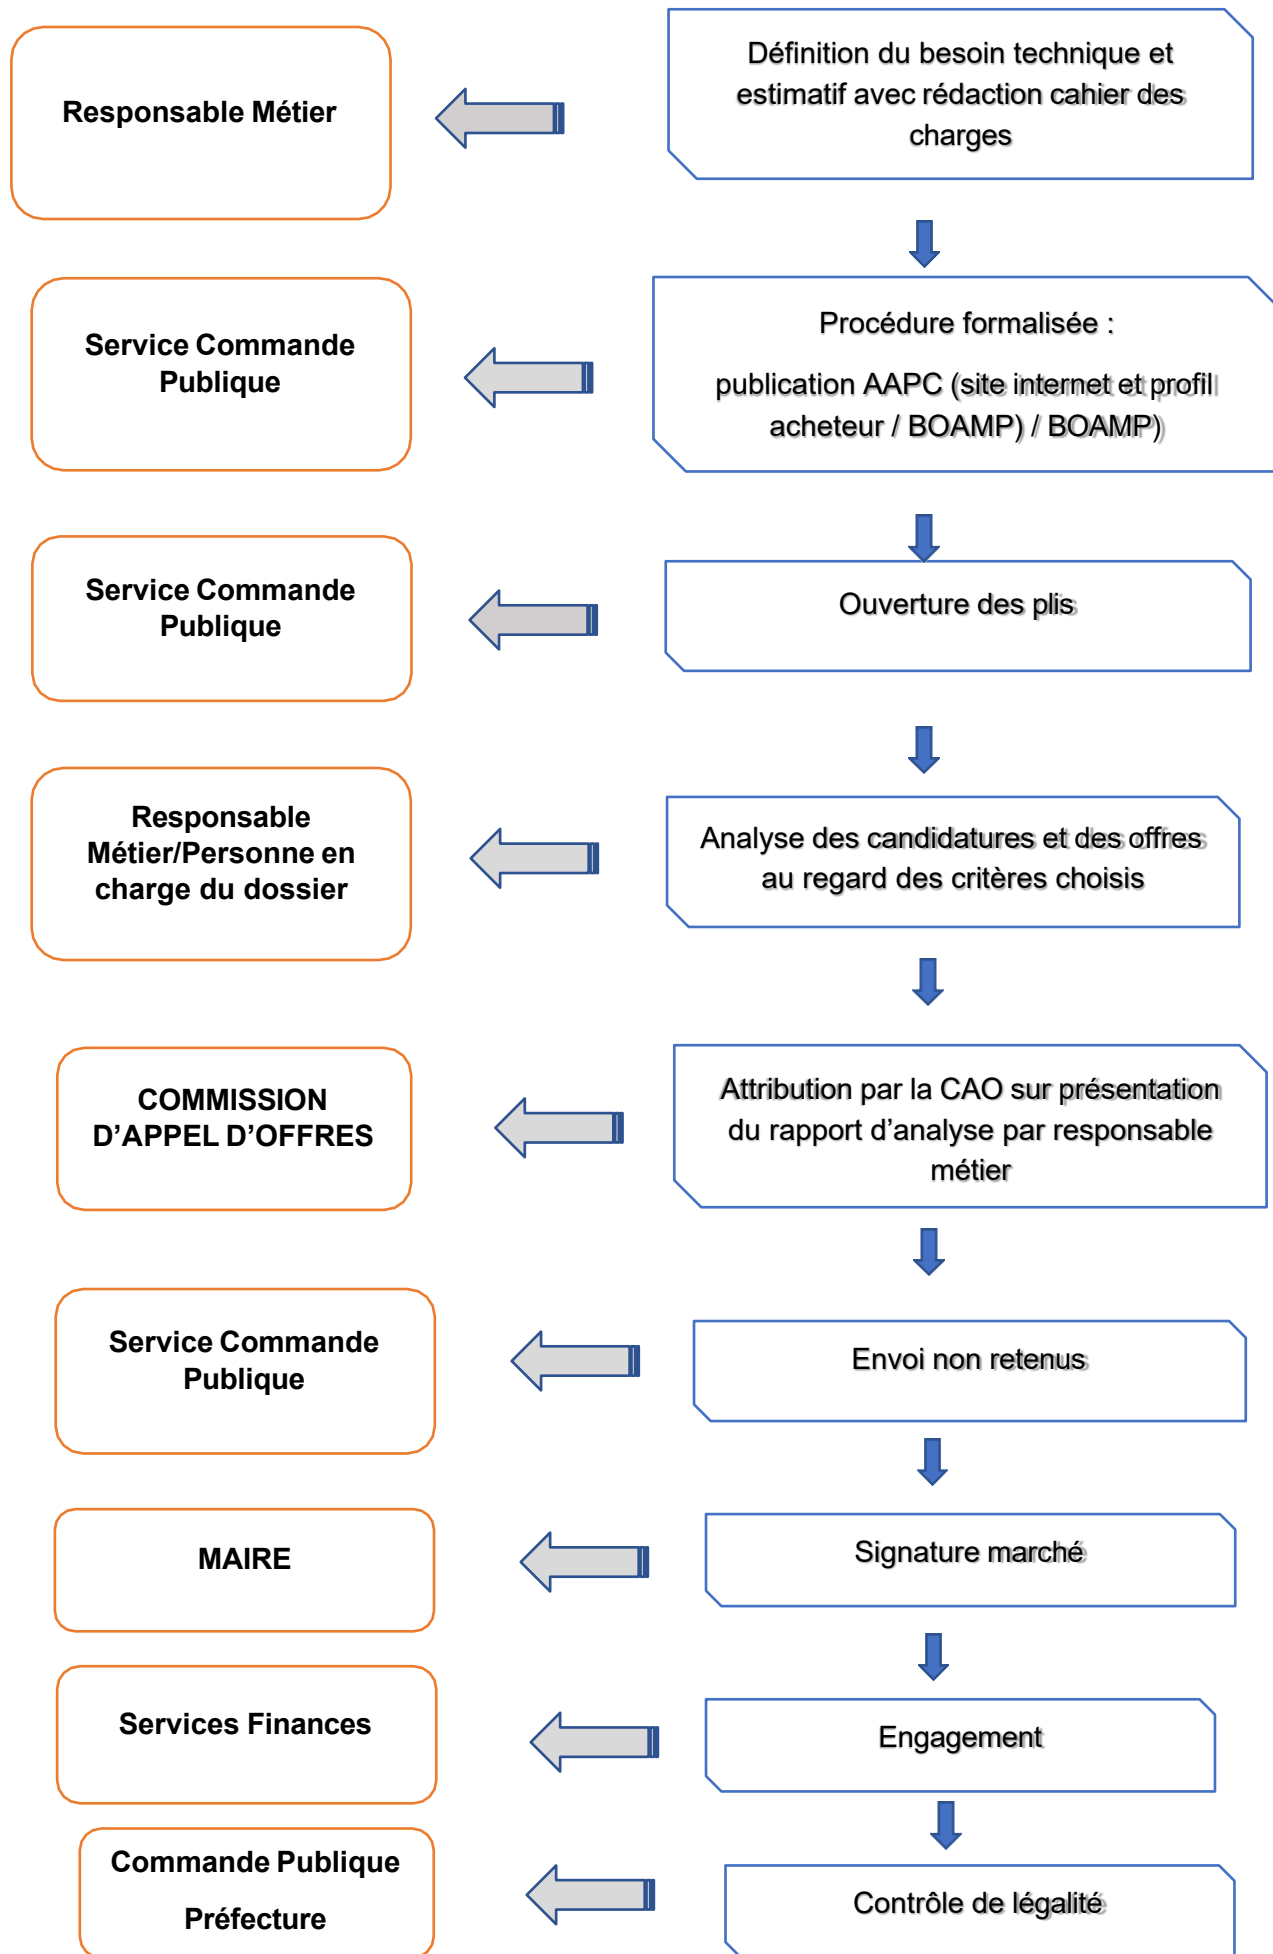 Responsable Métier
Définition du besoin technique et
estimatif avec rédaction cahier des
charges
Service Commande
Publique
Procédure formalisée :
publication AAPC (site internet et profil
acheteur / BOAMP) / BOAMP)
Service Commande
Publique
Ouverture des plis
Responsable
Métier/Personne en
charge du dossier
Analyse des candidatures et des offres
au regard des critères choisis
COMMISSION
D’APPEL D’OFFRES
Attribution par la CAO sur présentation
du rapport d’analyse par responsable
métier
Service Commande
Publique
Envoi non retenus
MAIRE
Signature marché
Services Finances
Engagement
Commande Publique
Préfecture
Contrôle de légalité